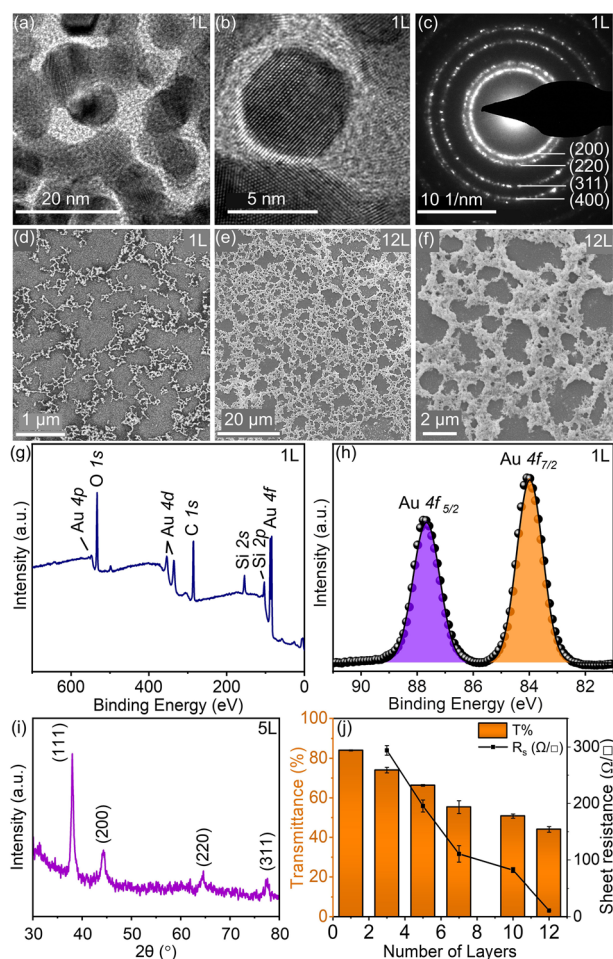 (a) 1L
20 nm
(b) 1L
5 nm
(c) 1L
(200)
(220)
(311)
(400)
10 1/nm
(d) 1L
1 µm
(e) 12L
20 µm
(f) 12L
2 µm
(g) 1L
Intensity (a.u.)
Au 4p
O 1s
Au 4d
C 1s
Si 2s
Si 2p
Au 4f
600 400 200 0
Binding Energy (eV)
(h) 1L
Intensity (a.u.)
Au 4f5/2
Au 4f7/2
90 88 86 84 82
Binding Energy (eV)
(i) 5L
Intensity (a.u.)
(111)
(200)
(220)
(311)
30 40 50 60 70 80
2θ (°)
(j)
T%
Rs (Ω/□)
Transmittance (%)
100
80
60
40
20
0
Sheet resistance (Ω/□)
300
200
100
0
0 2 4 6 8 10 12
Number of Layers